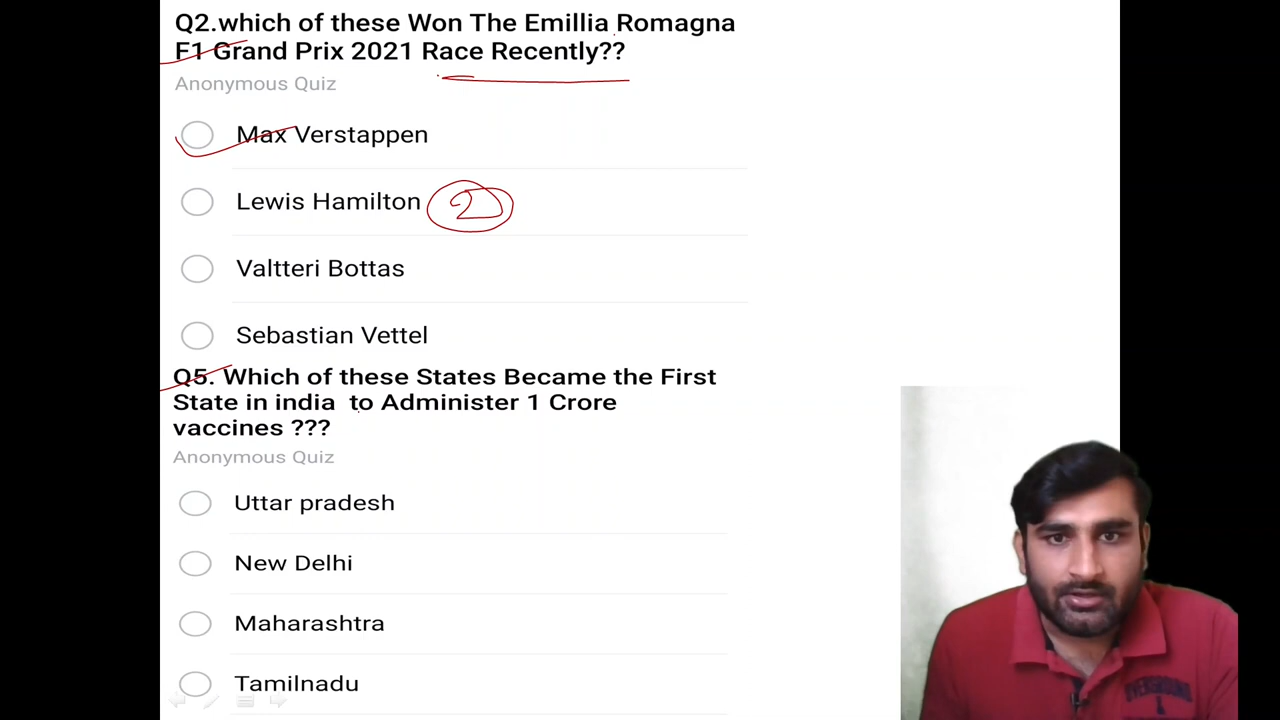 Q2.which of these Won The Emillia Romagna
F1 Grand Prix 2021 Race Recently??
Anonymous Quiz
Max Verstappen
Lewis Hamilton 2
Valtteri Bottas
Sebastian Vettel
Q5. Which of these States Became the First
State in india to Administer 1 Crore
vaccines ???
Anonymous Quiz
Uttar pradesh
New Delhi
Maharashtra
Tamilnadu